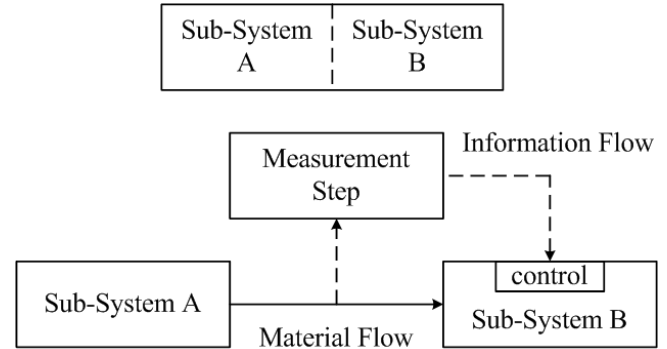 Sub-System
A
Sub-System
B
Measurement
Step
Information Flow
Sub-System A
Material Flow
control
Sub-System B